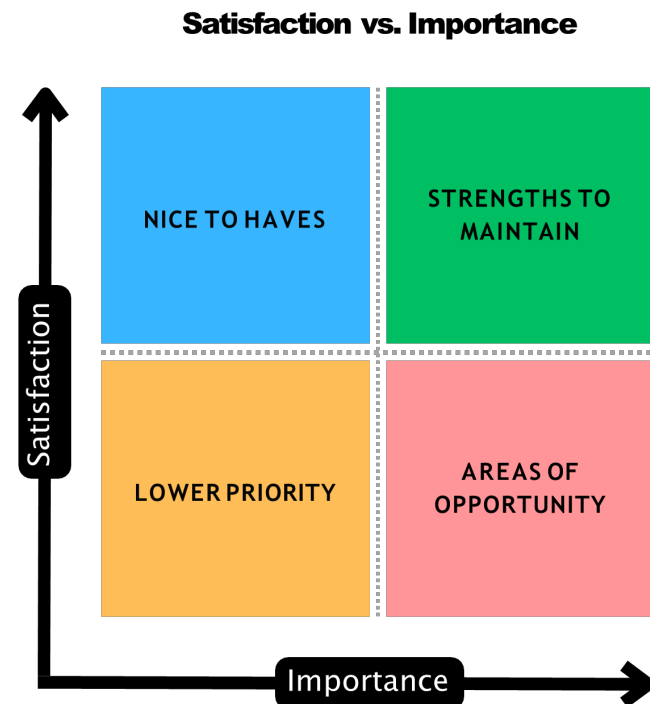 Satisfaction vs. Importance
NICE TO HAVES
STRENGTHS TO
MAINTAIN
Satisfaction
LOWER PRIORITY
AREAS OF
OPPORTUNITY
Importance